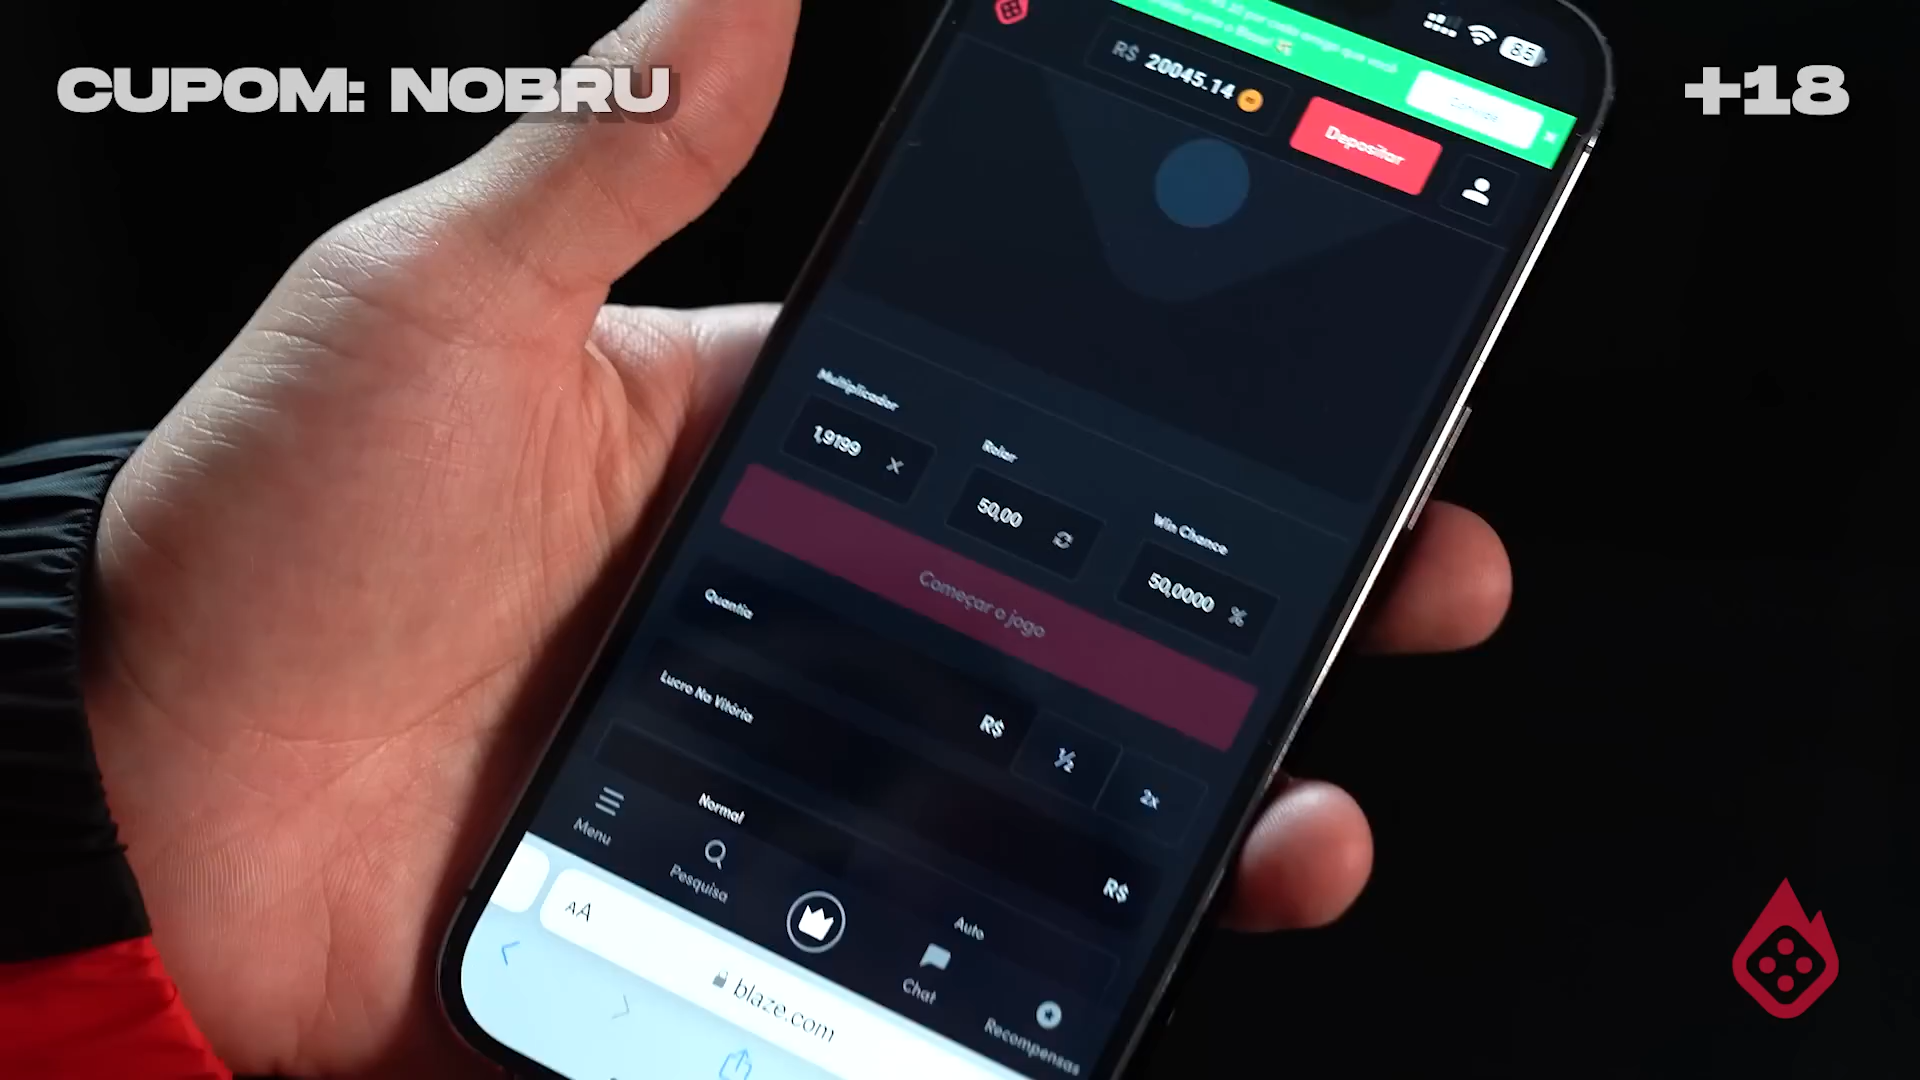 CUPOM: NOBRU
+18
85
R$ 20045.14
Depositar
Multiplicador
1,9199
Rolar
50,00
Win Chance
50,0000 %
Começar o jogo
Quantia
R$
½
2x
Lucro Na Vitória
R$
Normal
Auto
Menu
Pesquisa
Chat
Recompensas
AA
blaze.com